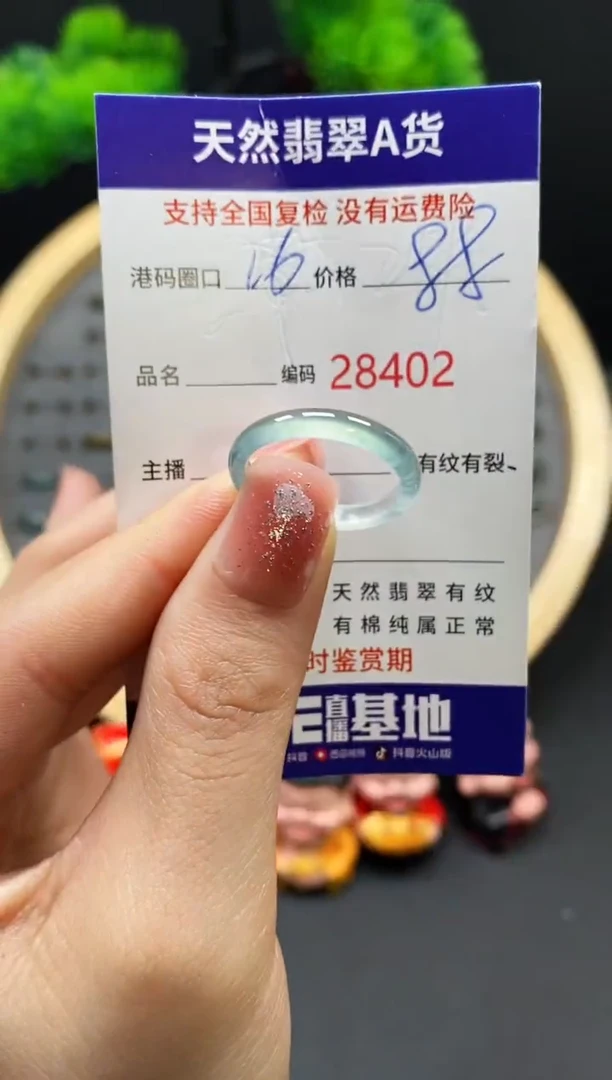 天然翡翠A货
支持全国复检 没有运费险
港码圈口 16 价格 88
品名 编码 28402
主播 有纹有裂、
天然翡翠有纹
有棉纯属正常
时鉴赏期
直播基地
抖音 抖音火山版